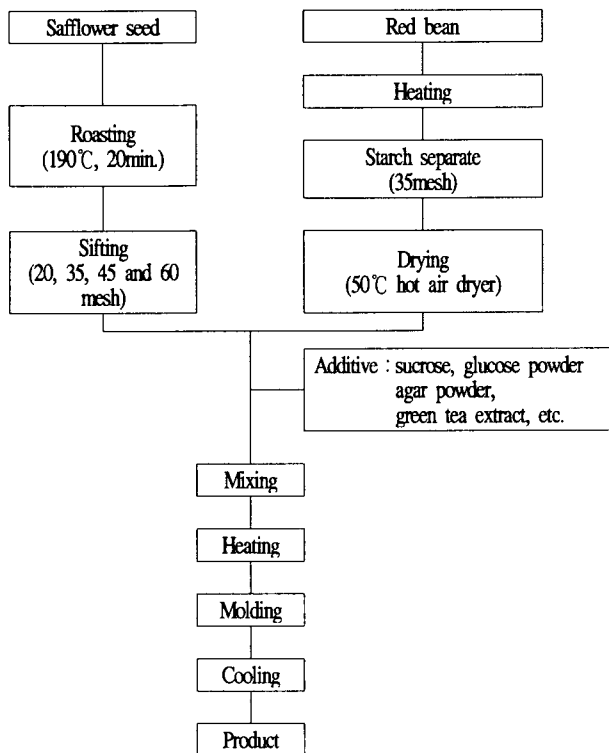 Safflower seed
Roasting
(190℃, 20min.)
Sifting
(20, 35, 45 and 60
mesh)
Red bean
Heating
Starch separate
(35mesh)
Drying
(50℃ hot air dryer)
Additive : sucrose, glucose powder
agar powder,
green tea extract, etc.
Mixing
Heating
Molding
Cooling
Product